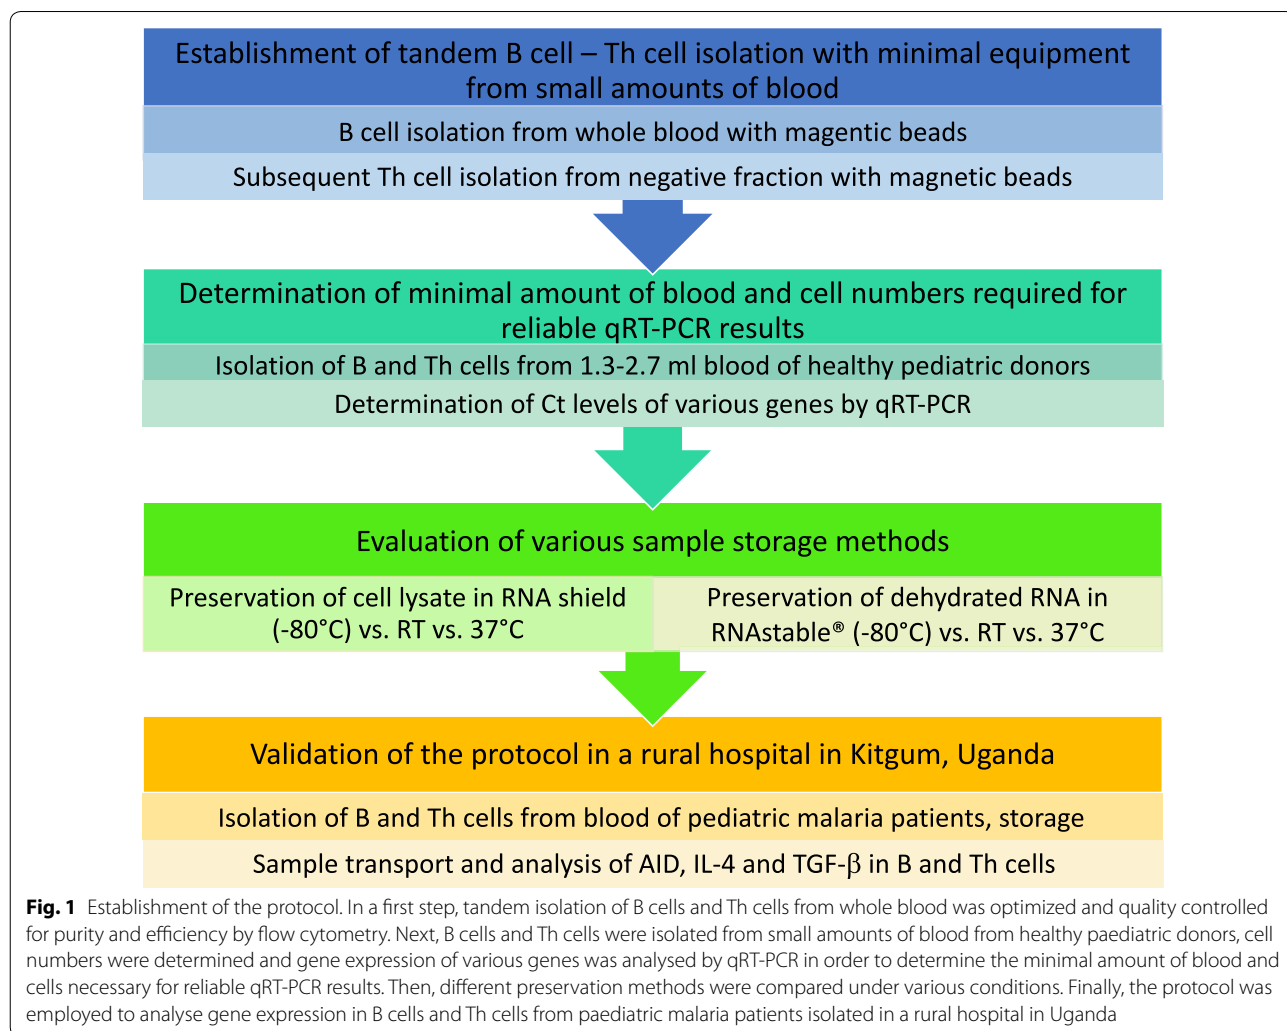 Establishment of tandem B cell – Th cell isolation with minimal equipment
from small amounts of blood
B cell isolation from whole blood with magentic beads
Subsequent Th cell isolation from negative fraction with magnetic beads
Determination of minimal amount of blood and cell numbers required for
reliable qRT-PCR results
Isolation of B and Th cells from 1.3-2.7 ml blood of healthy pediatric donors
Determination of Ct levels of various genes by qRT-PCR
Evaluation of various sample storage methods
Preservation of cell lysate in RNA shield
(-80°C) vs. RT vs. 37°C
Preservation of dehydrated RNA in
RNAstable® (-80°C) vs. RT vs. 37°C
Validation of the protocol in a rural hospital in Kitgum, Uganda
Isolation of B and Th cells from blood of pediatric malaria patients, storage
Sample transport and analysis of AID, IL-4 and TGF-β in B and Th cells
Fig. 1 Establishment of the protocol. In a first step, tandem isolation of B cells and Th cells from whole blood was optimized and quality controlled
for purity and efficiency by flow cytometry. Next, B cells and Th cells were isolated from small amounts of blood from healthy paediatric donors, cell
numbers were determined and gene expression of various genes was analysed by qRT-PCR in order to determine the minimal amount of blood and
cells necessary for reliable qRT-PCR results. Then, different preservation methods were compared under various conditions. Finally, the protocol was
employed to analyse gene expression in B cells and Th cells from paediatric malaria patients isolated in a rural hospital in Uganda